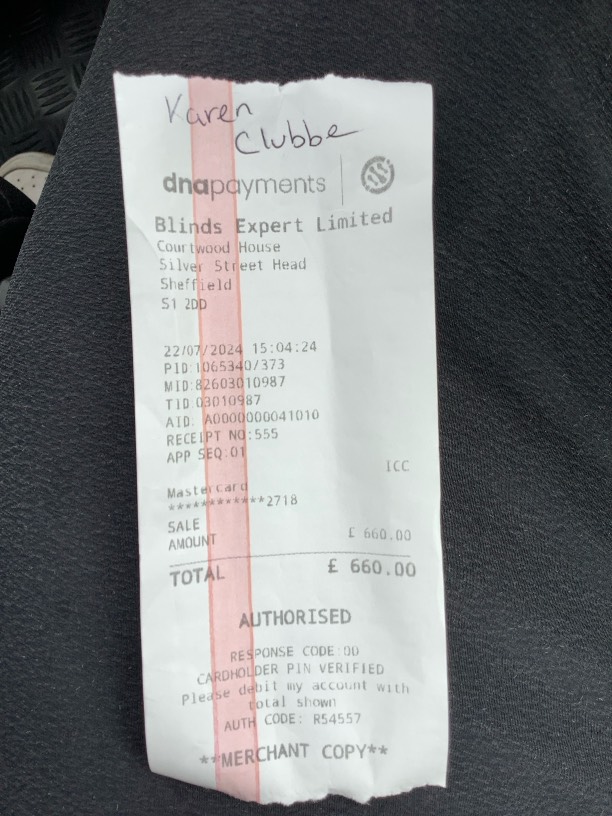 Karen
Clubbe
dnapayments
Blinds Expert Limited
Courtwood House
Silver Street Head
Sheffield
S1 2DD
22/07/2024 15:04:24
PID:1065340/373
MID:82603010987
TID:03010987
AID: A0000000041010
RECEIPT NO:555
APP SEQ:01
ICC
Mastercard
************2718
SALE
AMOUNT £ 660.00
TOTAL £ 660.00
AUTHORISED
RESPONSE CODE:00
CARDHOLDER PIN VERIFIED
Please debit my account with
total shown
AUTH CODE: R54557
**MERCHANT COPY**